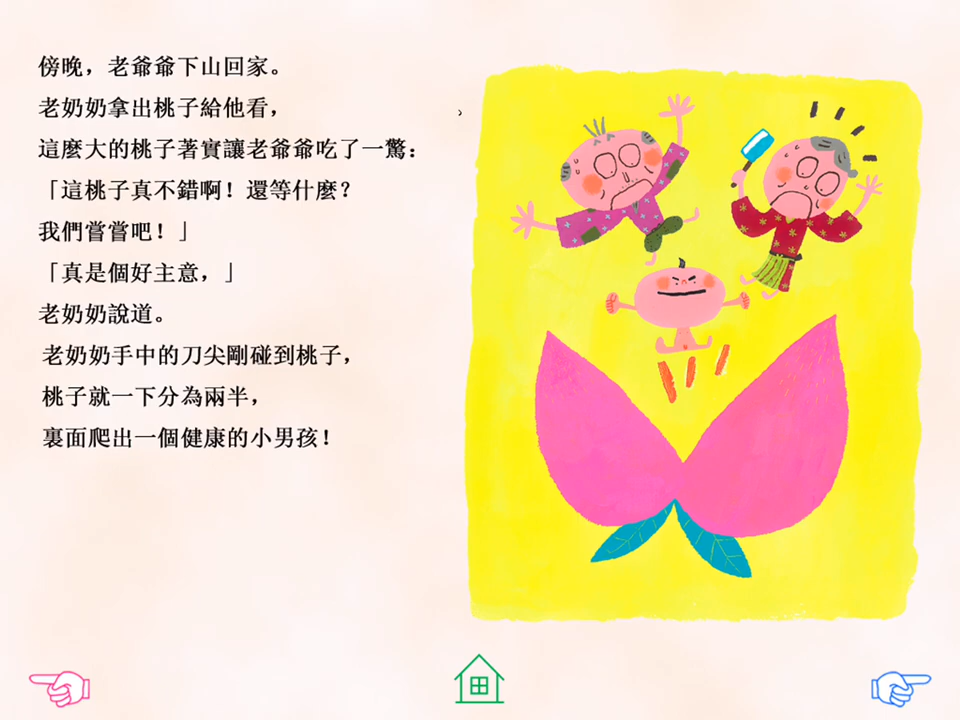 傍晚，老爺爺下山回家。
老奶奶拿出桃子給他看，
這麼大的桃子著實讓老爺爺吃了一驚：
「這桃子真不錯啊！還等什麼？
我們嘗嘗吧！」
「真是個好主意，」
老奶奶說道。
老奶奶手中的刀尖剛碰到桃子，
桃子就一下分為兩半，
裏面爬出一個健康的小男孩！